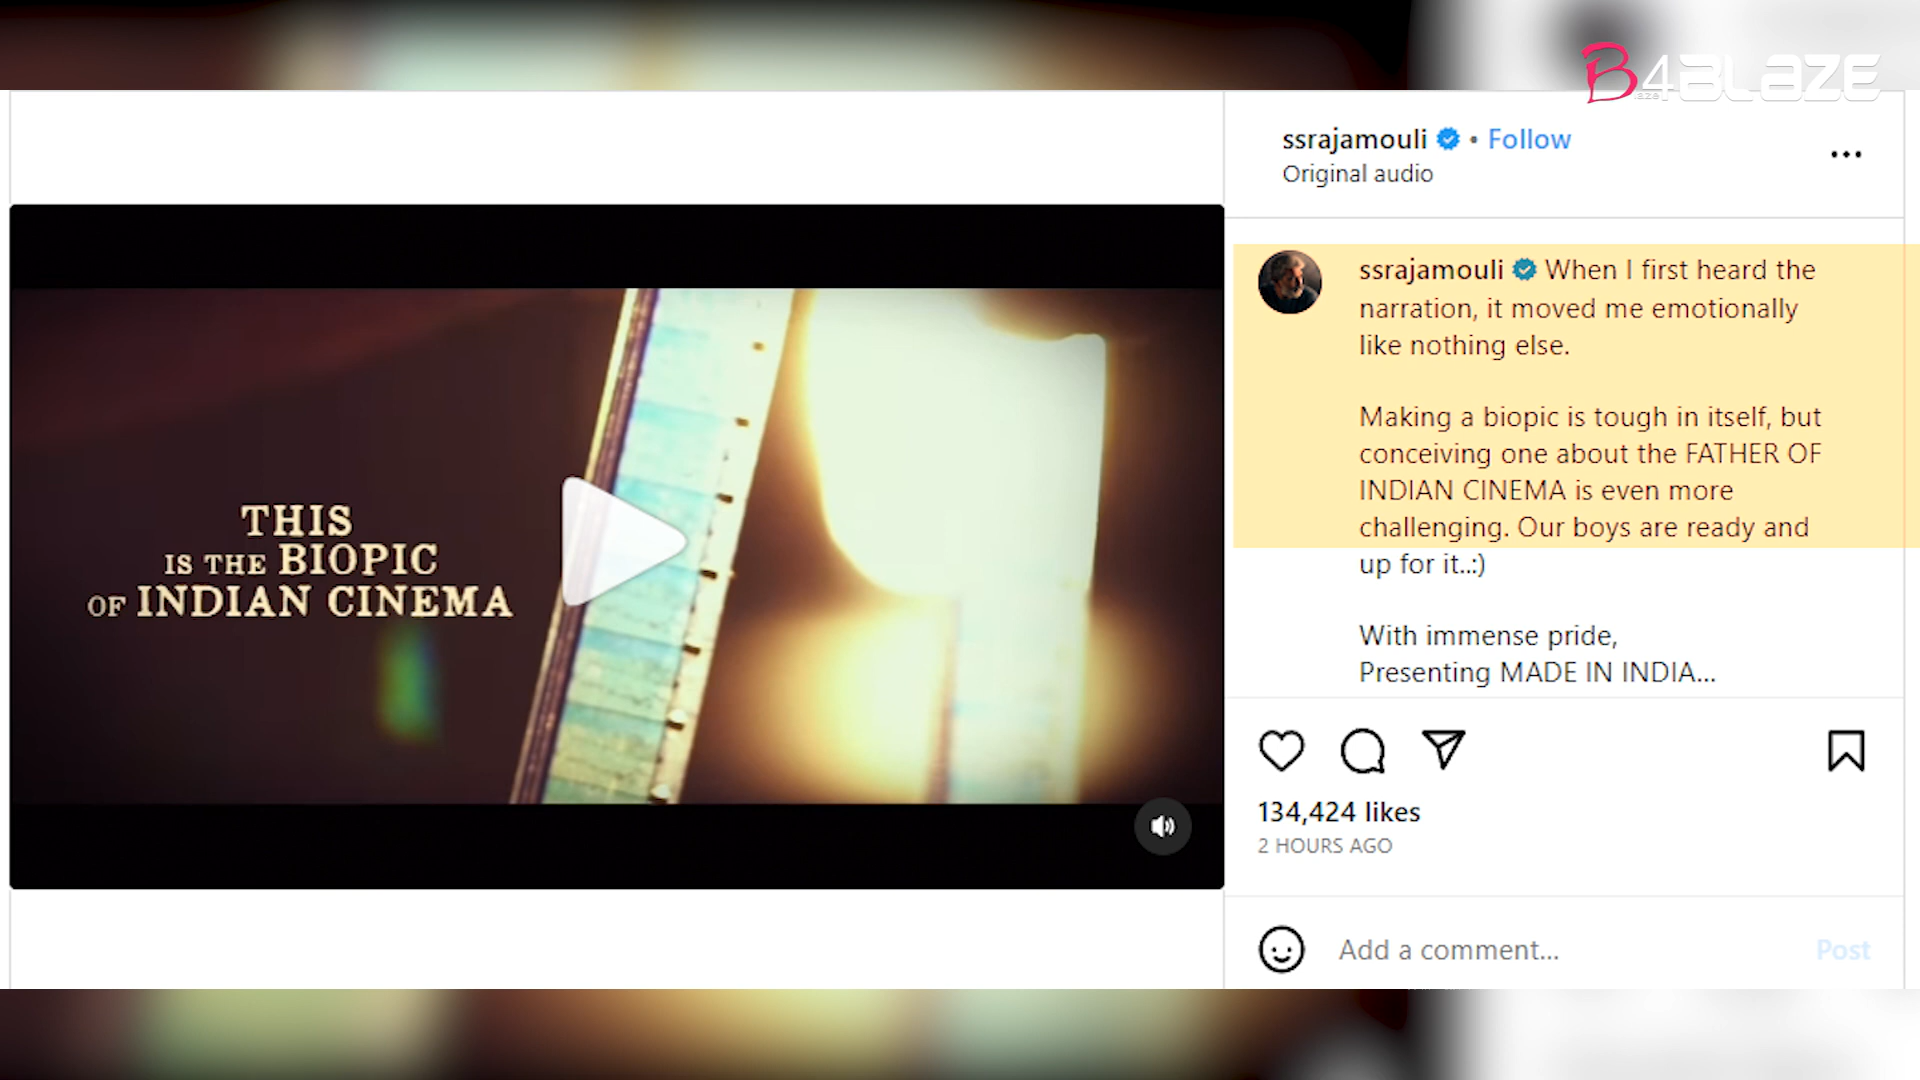 B4BLAZE
ssrajamouli • Follow
Original audio
THIS
IS THE BIOPIC
OF INDIAN CINEMA
ssrajamouli When I first heard the
narration, it moved me emotionally
like nothing else.
Making a biopic is tough in itself, but
conceiving one about the FATHER OF
INDIAN CINEMA is even more
challenging. Our boys are ready and
up for it..:)
With immense pride,
Presenting MADE IN INDIA...
134,424 likes
2 HOURS AGO
Add a comment...
Post